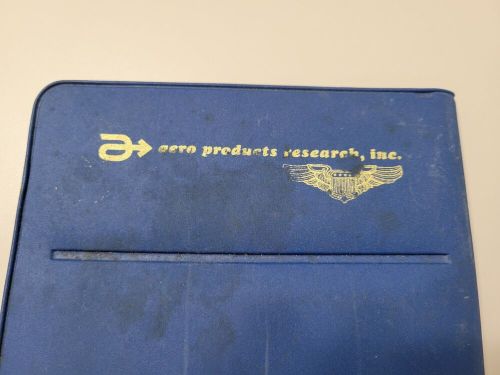 aero products research, inc.